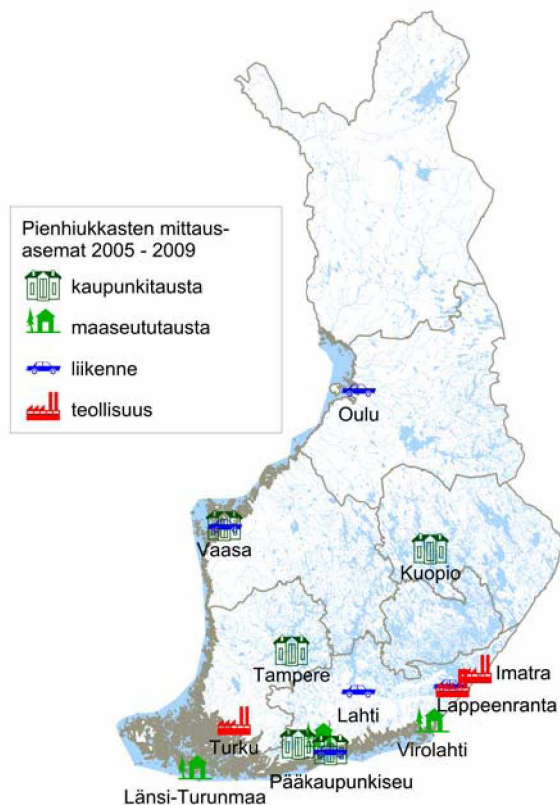 Pienhiukkasten mittaus-
asemat 2005 - 2009
kaupunkitausta
maaseututausta
liikenne
teollisuus
Oulu
Vaasa
Kuopio
Tampere
Imatra
Lappeenranta
Lahti
Turku
Virolahti
Pääkaupunkiseu
Länsi-Turunmaa